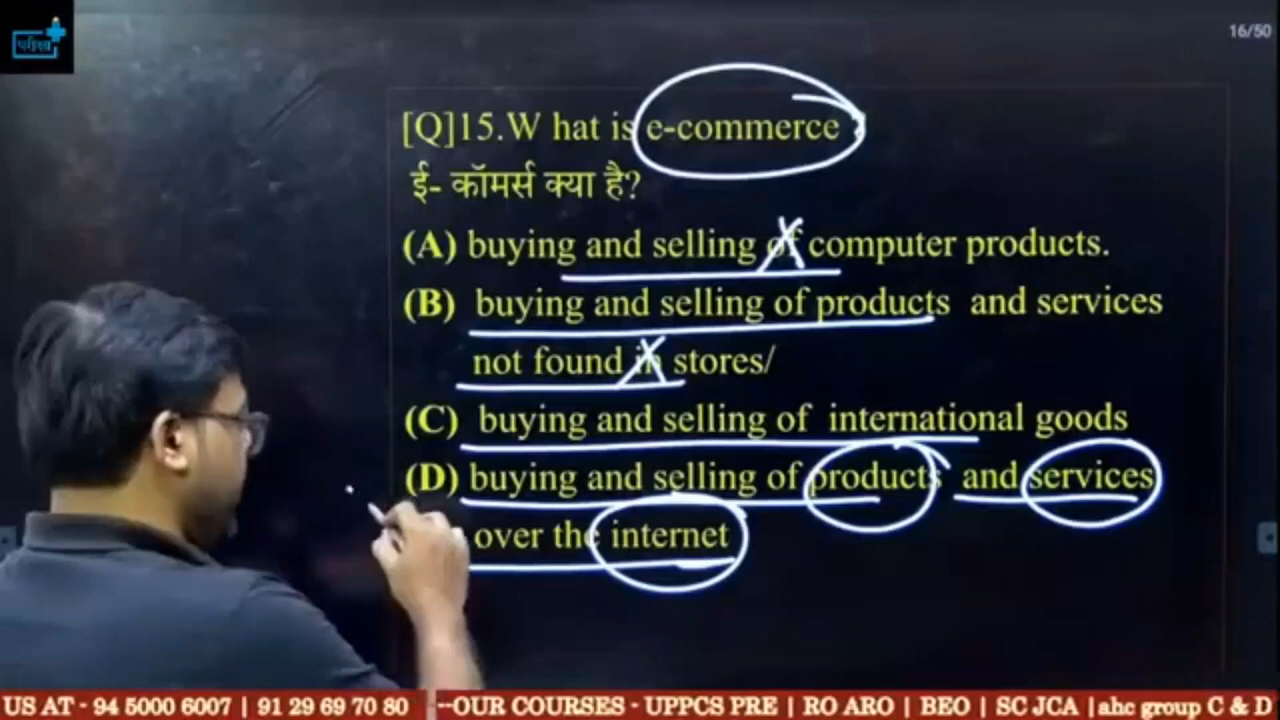 परीक्षा
16/50
[Q]15.W hat is e-commerce ?
ई- कॉमर्स क्या है?
(A) buying and selling of computer products.
(B) buying and selling of products and services
not found in stores/
(C) buying and selling of international goods
(D) buying and selling of products and services
over the internet
US AT - 94 5000 6007 | 91 29 69 70 80 --OUR COURSES - UPPCS PRE | RO ARO | BEO | SC JCA |ahc group C & D